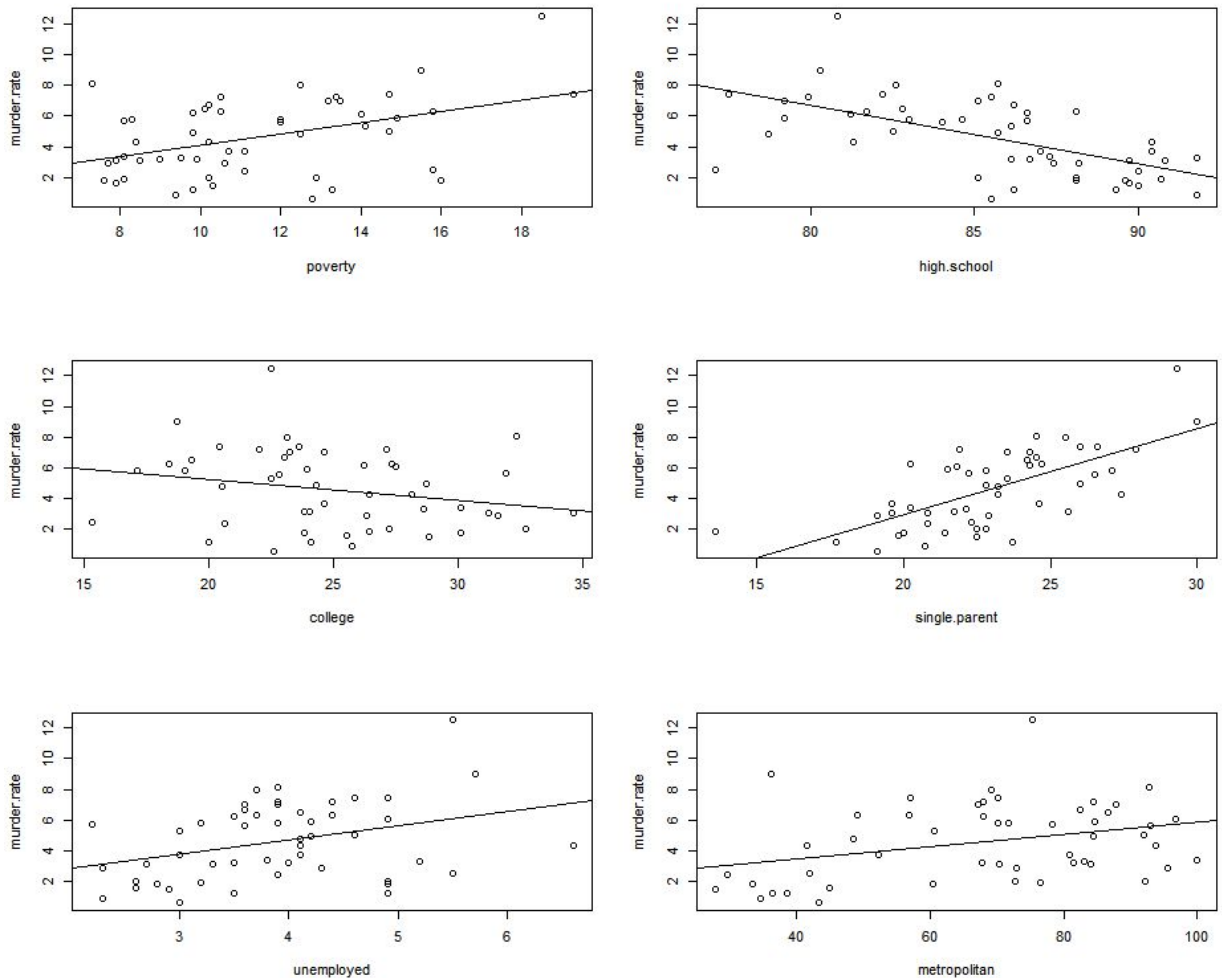 murder.rate
2 4 6 8 10 12
8 10 12 14 16 18
poverty
murder.rate
2 4 6 8 10 12
80 85 90
high.school
murder.rate
2 4 6 8 10 12
15 20 25 30 35
college
murder.rate
2 4 6 8 10 12
15 20 25 30
single.parent
murder.rate
2 4 6 8 10 12
3 4 5 6
unemployed
murder.rate
2 4 6 8 10 12
40 60 80 100
metropolitan